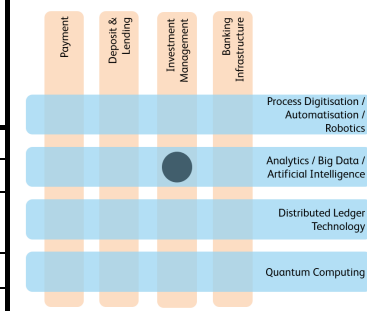 Payment
Deposit &
Lending
Investment
Management
Banking
Infrastructure
Process Digitisation /
Automatisation /
Robotics
Analytics / Big Data /
Artificial Intelligence
Distributed Ledger
Technology
Quantum Computing